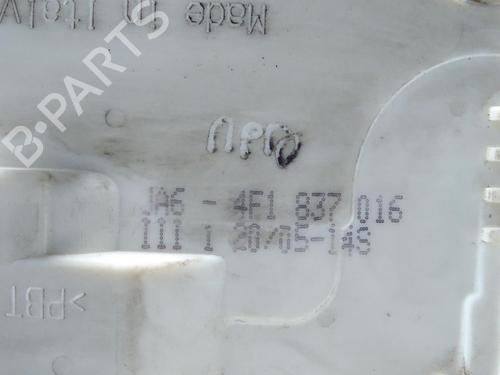 Made in Italy
B-PARTS
JA6 - 4F1 837 016
III 1 20/05-14S
>PBT